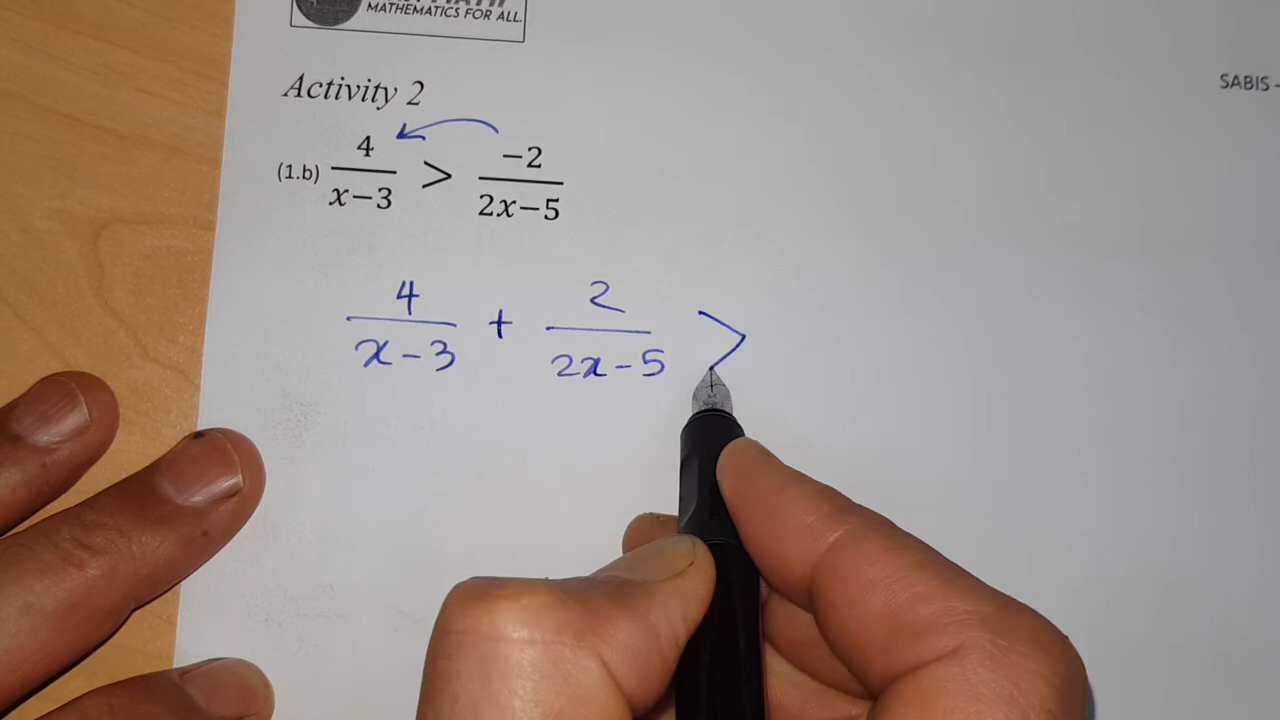 MATHEMATICS FOR ALL.
SABIS -
Activity 2
(1.b) 4/(x-3) > -2/(2x-5)
4/(x-3) + 2/(2x-5) >